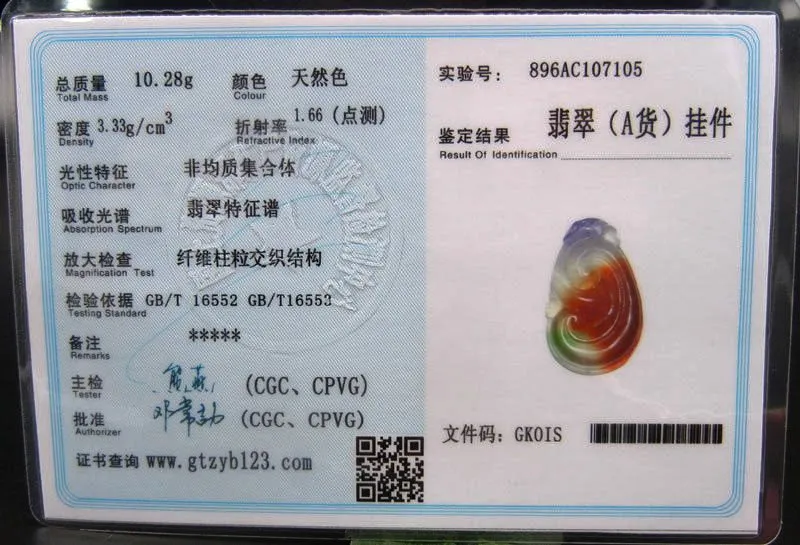 总质量 10.28g 颜色 天然色
Total Mass Colour
密度 3.33g/cm³ 折射率 1.66 (点测)
Density Refractive Index
光性特征 非均质集合体
Optic Character
吸收光谱 翡翠特征谱
Absorption Spectrum
放大检查 纤维柱粒交织结构
Magnification Test
检验依据 GB/T 16552 GB/T16553
Testing Standard
备注 *****
Remarks
主检 (CGC、CPVG)
Tester
批准 邓常劼 (CGC、CPVG)
Authorizer
证书查询 www.gtzyb123.com
实验号: 896AC107105
鉴定结果 翡翠（A货）挂件
Result Of Identification
文件码: GK0IS